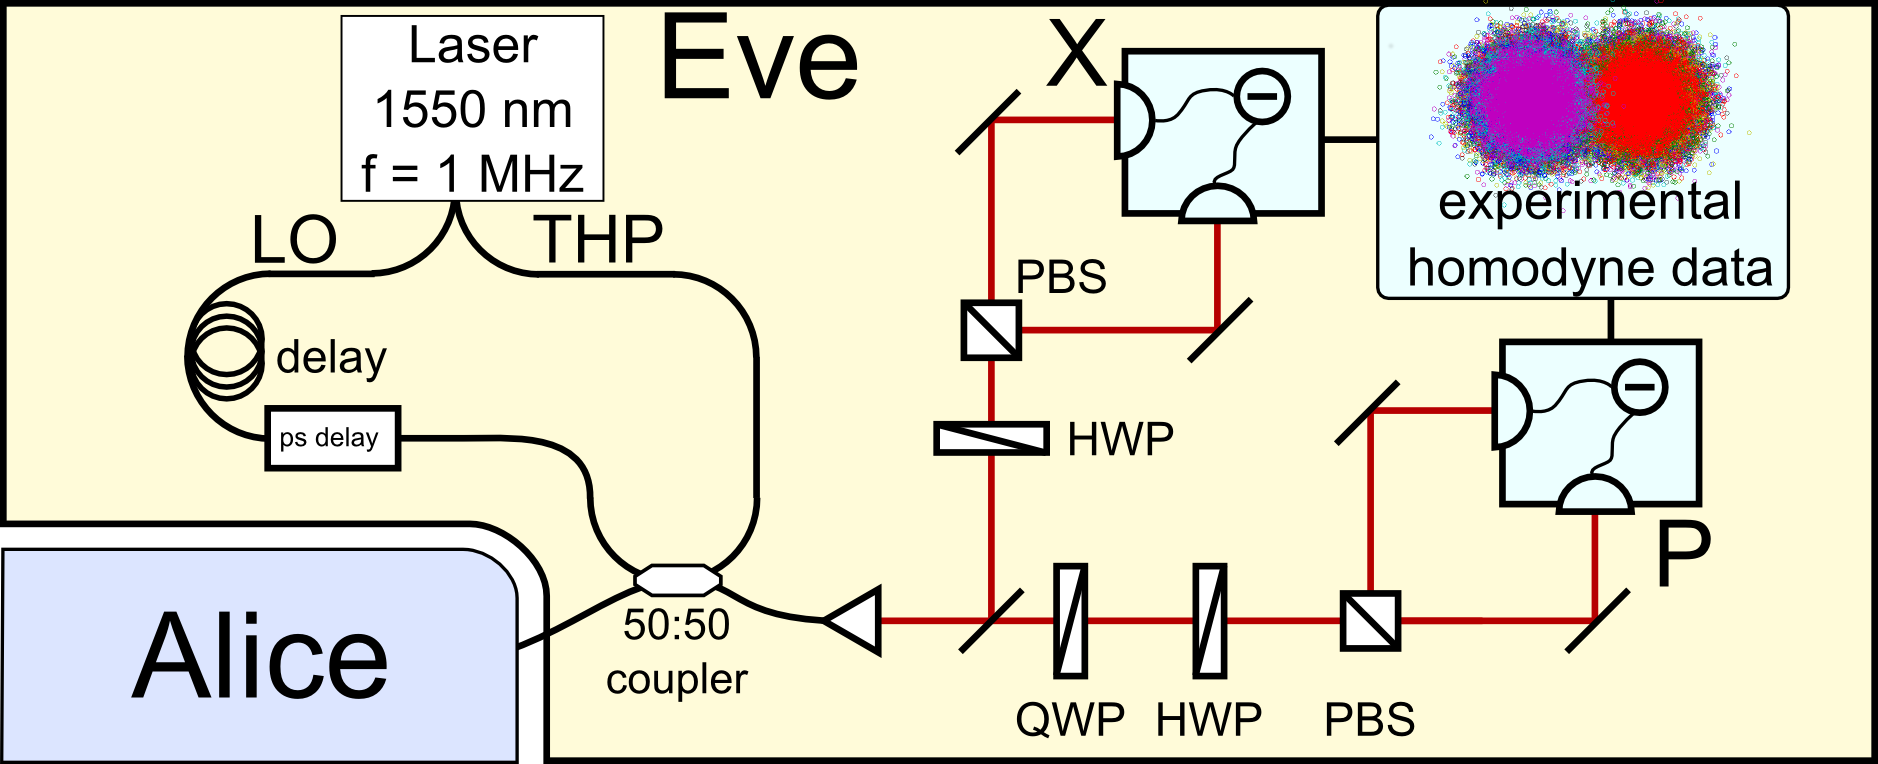 Laser
1550 nm
f = 1 MHz
Eve
X
experimental
homodyne data
LO
THP
PBS
delay
ps delay
HWP
P
Alice
50:50
coupler
QWP
HWP
PBS